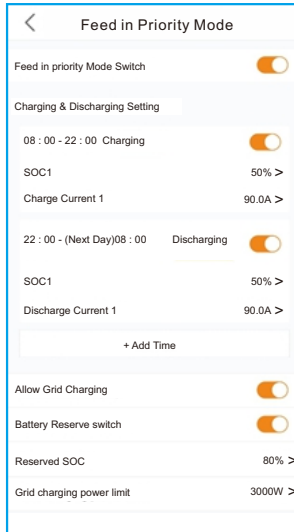 Feed in Priority Mode
Feed in priority Mode Switch
Charging & Discharging Setting
08 : 00 - 22 : 00 Charging
SOC1 50% >
Charge Current 1 90.0A >
22 : 00 - (Next Day)08 : 00 Discharging
SOC1 50% >
Discharge Current 1 90.0A >
+ Add Time
Allow Grid Charging
Battery Reserve switch
Reserved SOC 80% >
Grid charging power limit 3000W >